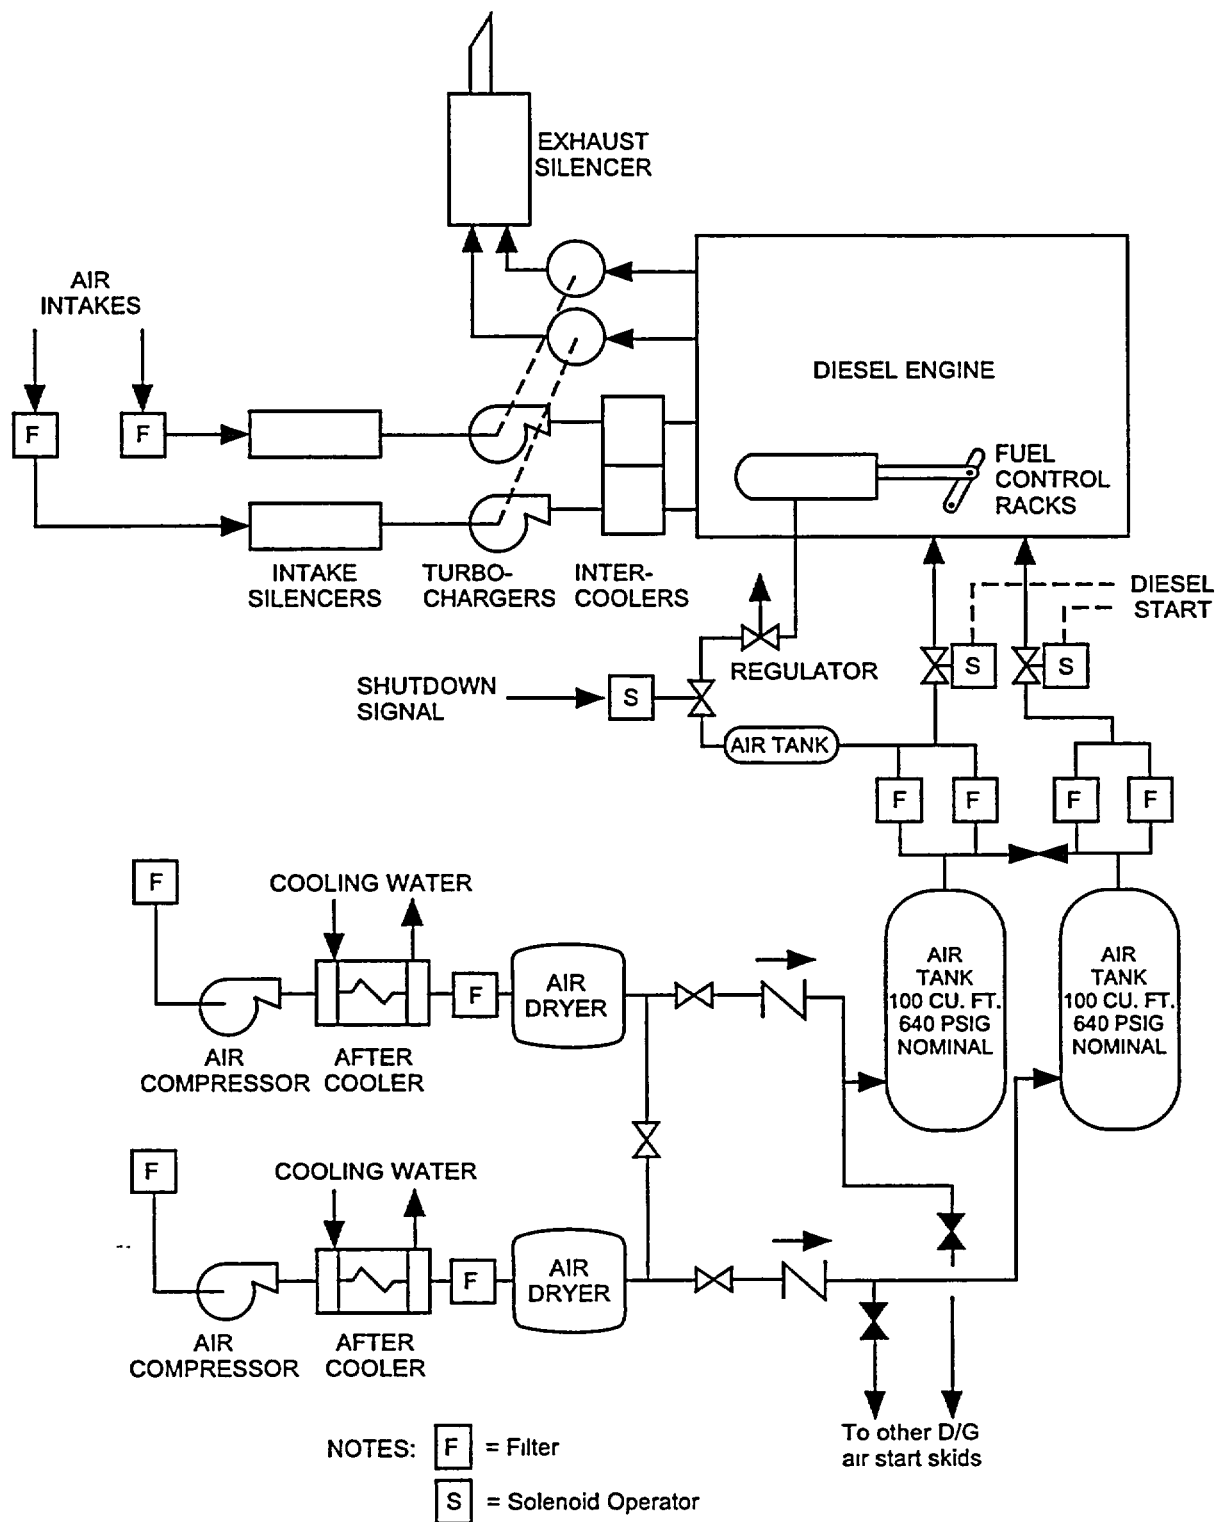 EXHAUST
SILENCER
AIR
INTAKES
DIESEL ENGINE
F
F
FUEL
CONTROL
RACKS
INTAKE
SILENCERS
TURBO-
CHARGERS
INTER-
COOLERS
DIESEL
START
S
S
REGULATOR
SHUTDOWN
SIGNAL
S
AIR TANK
F
F
F
F
F
COOLING WATER
AIR
TANK
100 CU. FT.
640 PSIG
NOMINAL
AIR
TANK
100 CU. FT.
640 PSIG
NOMINAL
F
AIR
DRYER
AIR
COMPRESSOR
AFTER
COOLER
F
COOLING WATER
F
AIR
DRYER
AIR
COMPRESSOR
AFTER
COOLER
To other D/G
air start skids
NOTES: F = Filter
S = Solenoid Operator